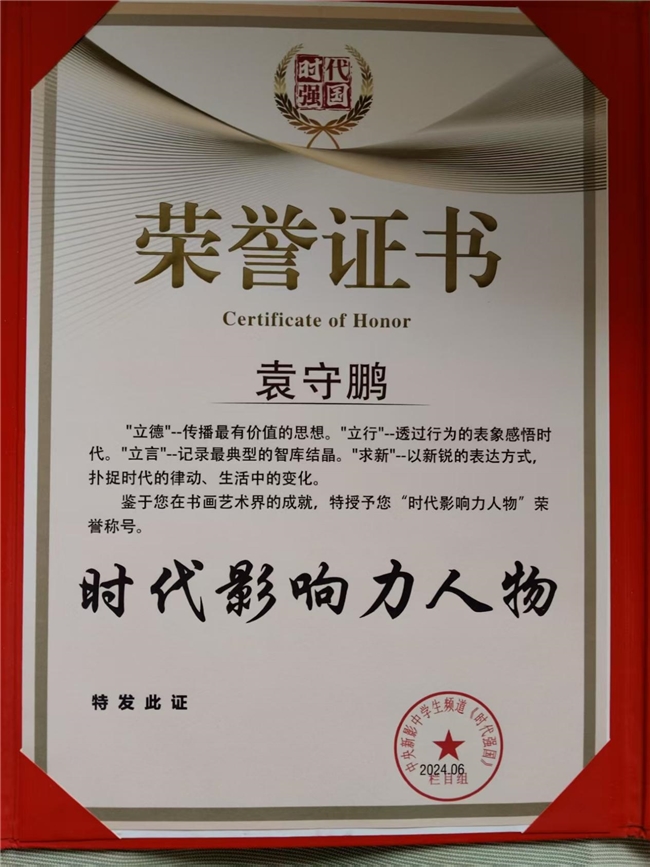 时代
强国
荣誉证书
Certificate of Honor
袁守鹏
"立德"--传播最有价值的思想。"立行"--透过行为的表象感悟时
代。"立言"--记录最典型的智库结晶。"求新"--以新锐的表达方式,
扑捉时代的律动、生活中的变化。
鉴于您在书画艺术界的成就，特授予您“时代影响力人物”荣
誉称号。
时代影响力人物
特发此证
中央新影中学生频道《时代强国》
2024.06
栏目组